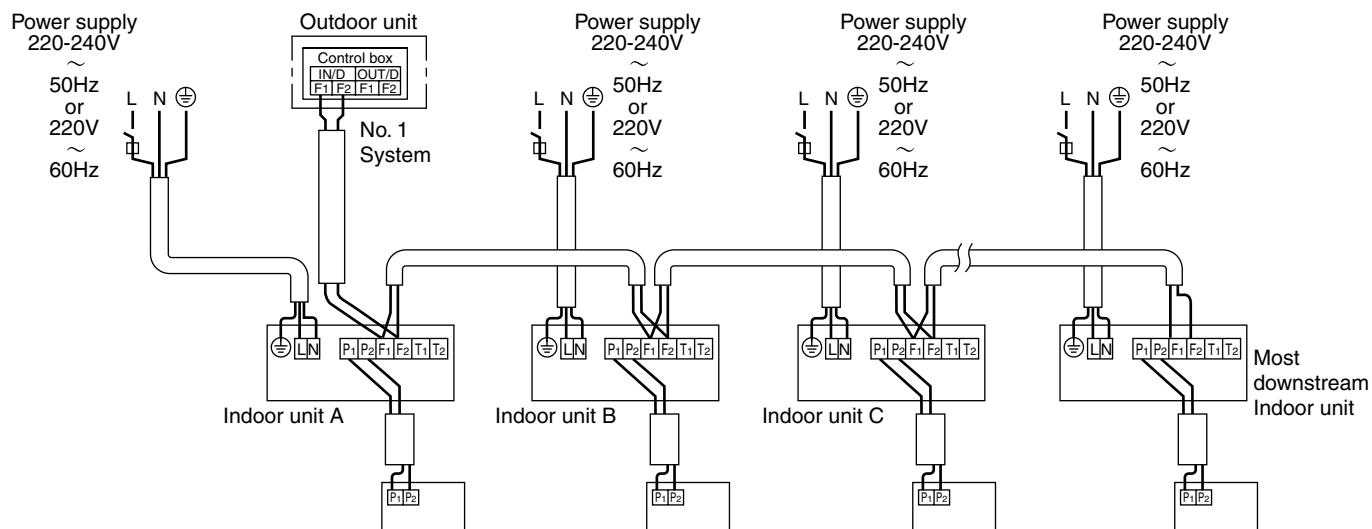 Power supply
220-240V
~
50Hz
or
220V
~
60Hz
L N
Outdoor unit
Control box
IN/D OUT/D
F1 F2 F1 F2
No. 1
System
Power supply
220-240V
~
50Hz
or
220V
~
60Hz
L N
Power supply
220-240V
~
50Hz
or
220V
~
60Hz
L N
Power supply
220-240V
~
50Hz
or
220V
~
60Hz
L N
L N
P1 P2 F1 F2 T1 T2
Indoor unit A
P1 P2
L N
P1 P2 F1 F2 T1 T2
Indoor unit B
P1 P2
L N
P1 P2 F1 F2 T1 T2
Indoor unit C
P1 P2
L N
P1 P2 F1 F2 T1 T2
Most
downstream
Indoor unit
P1 P2